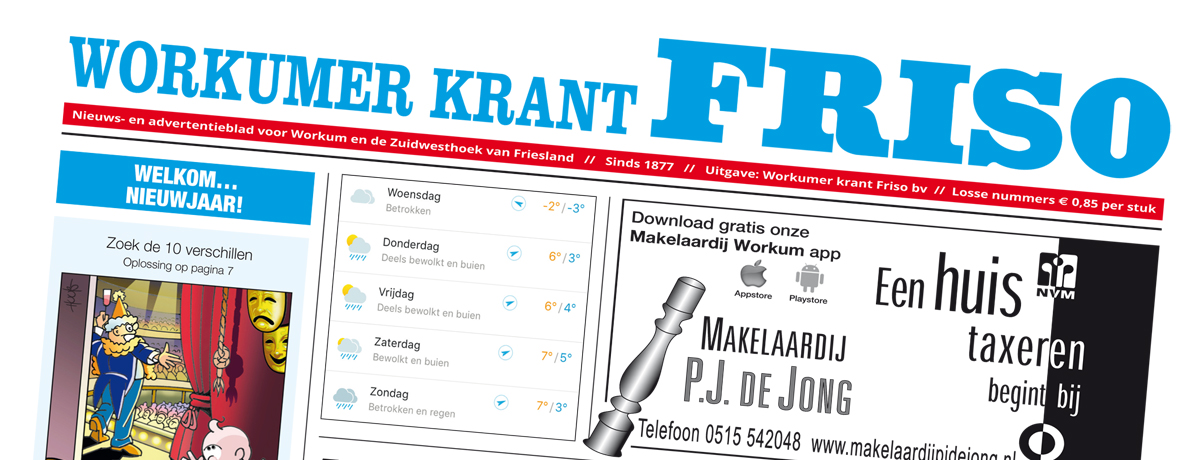 WORKUMER KRANT FRISO
Nieuws- en advertentieblad voor Workum en de Zuidwesthoek van Friesland // Sinds 1877 // Uitgave: Workumer krant Friso bv // Losse nummers € 0,85 per stuk
WELKOM...
NIEUWJAAR!
Zoek de 10 verschillen
Oplossing op pagina 7
Woensdag
Betrokken
-2°/-3°
Donderdag
Deels bewolkt en buien
6°/3°
Vrijdag
Deels bewolkt en buien
6°/4°
Zaterdag
Bewolkt en buien
7°/5°
Zondag
Betrokken en regen
7°/3°
Download gratis onze
Makelaardij Workum app
Appstore
Playstore
Een huis
taxeren
begint bij
NVM
MAKELAARDIJ
P.J. DE JONG
Telefoon 0515 542048 www.makelaardijpjdejong.nl